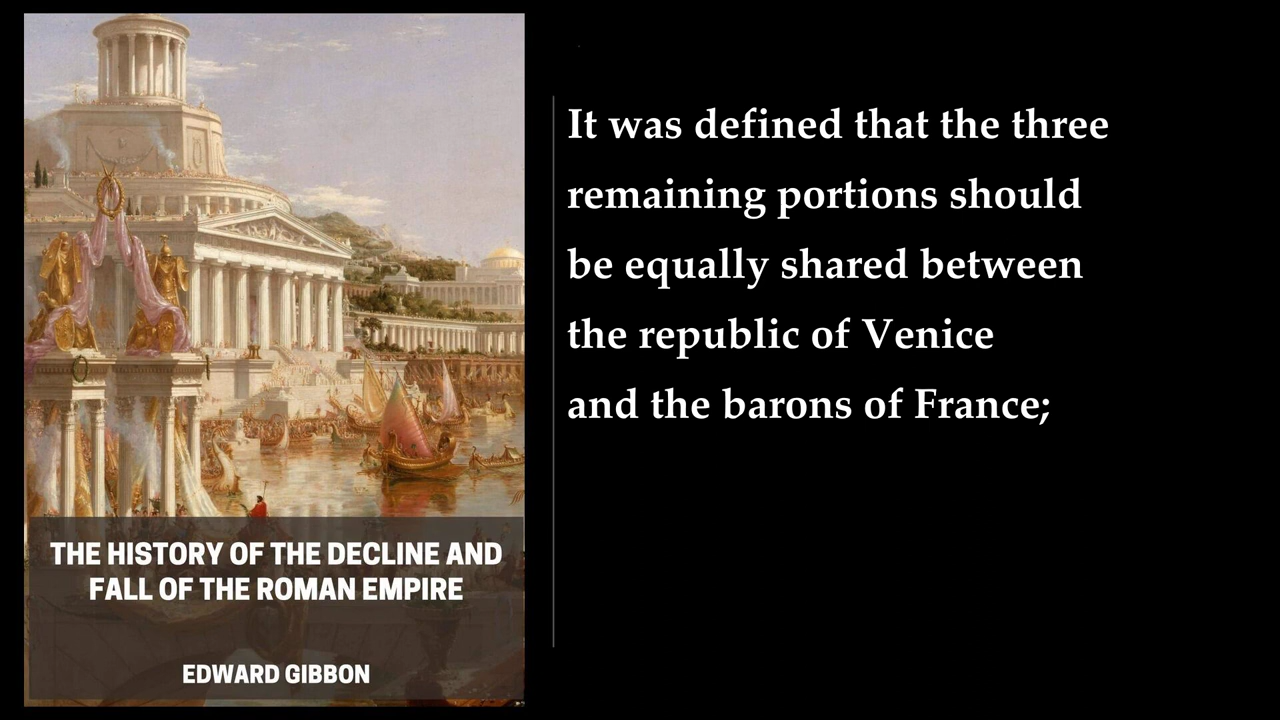 THE HISTORY OF THE DECLINE AND
FALL OF THE ROMAN EMPIRE
EDWARD GIBBON
It was defined that the three
remaining portions should
be equally shared between
the republic of Venice
and the barons of France;